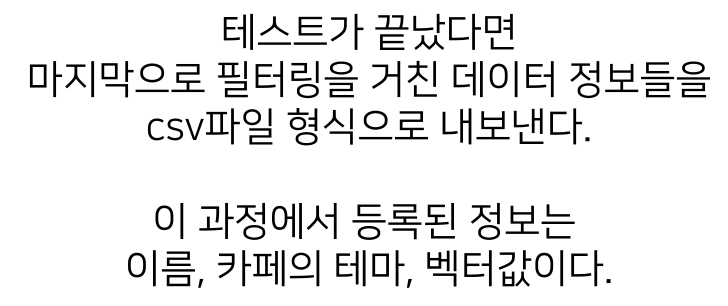 테스트가 끝났다면
마지막으로 필터링을 거친 데이터 정보들을
csv파일 형식으로 내보낸다.
이 과정에서 등록된 정보는
이름, 카페의 테마, 벡터값이다.